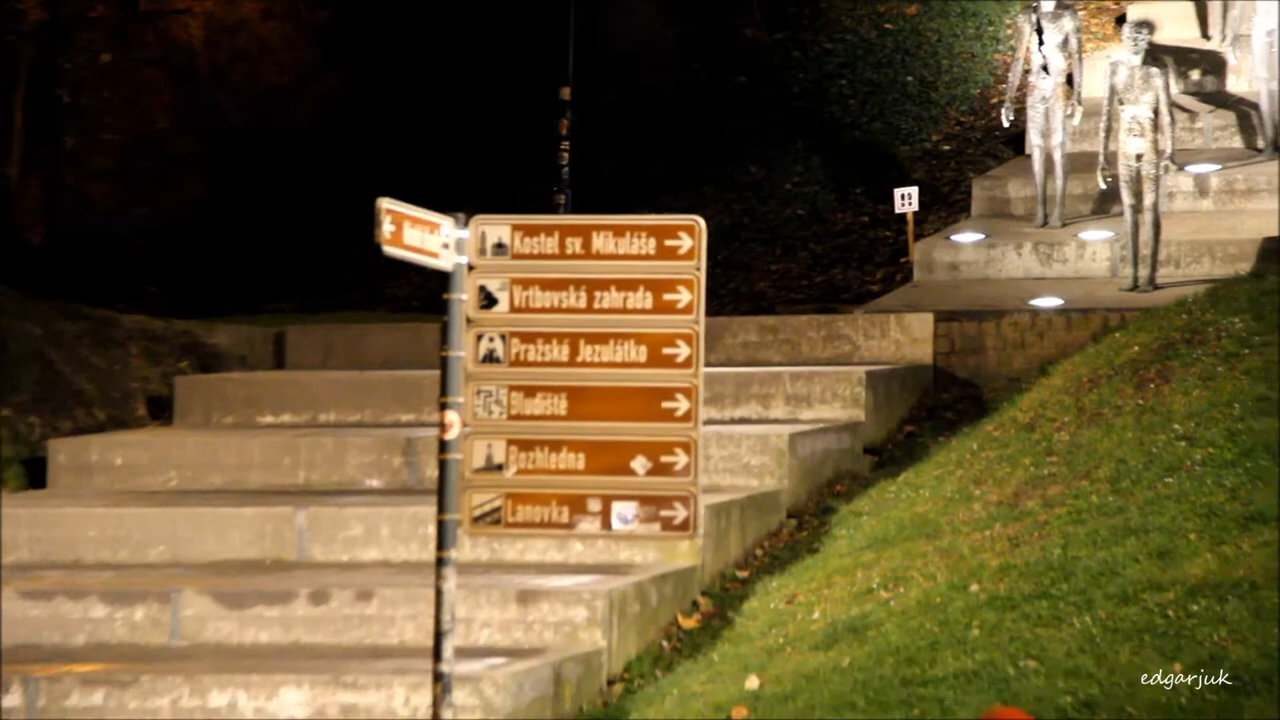 Kostel sv. Mikuláše
Vrtbovská zahrada
Pražské Jezulátko
Bludiště
Rozhledna
Lanovka
edgarjuk